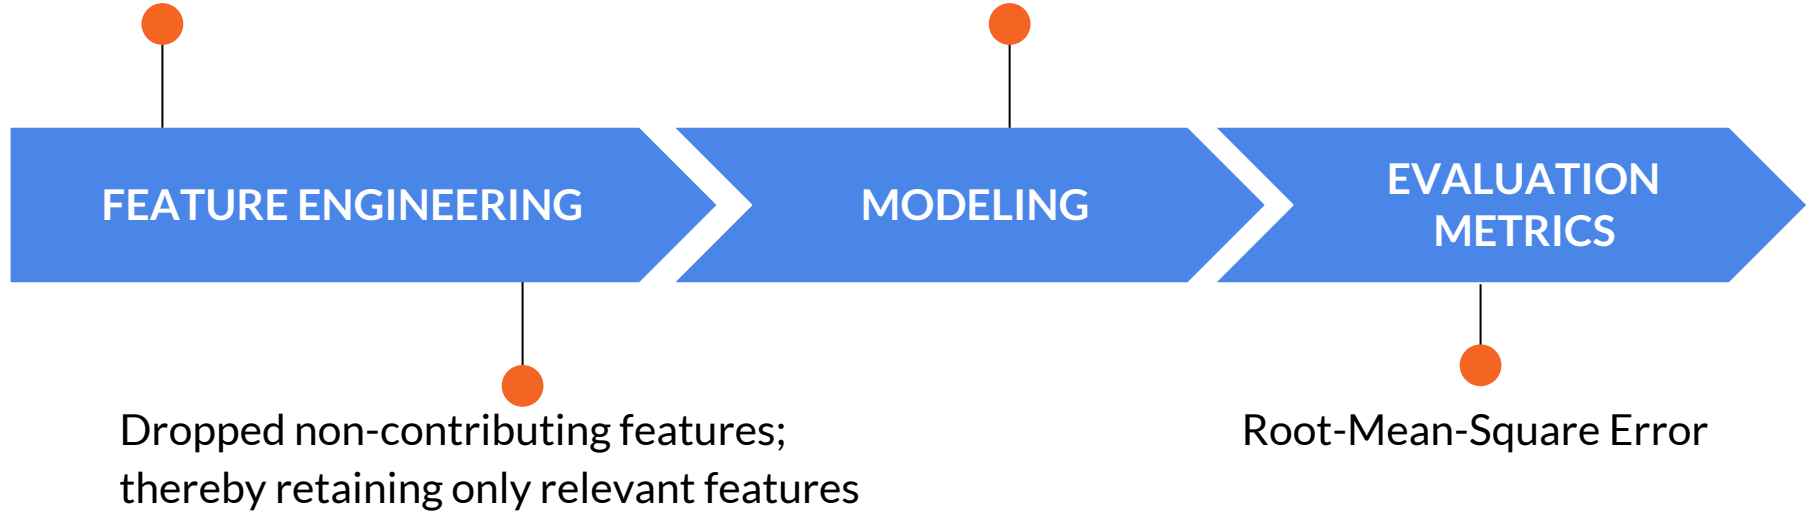 FEATURE ENGINEERING
MODELING
EVALUATION
METRICS
Dropped non-contributing features;
thereby retaining only relevant features
Root-Mean-Square Error